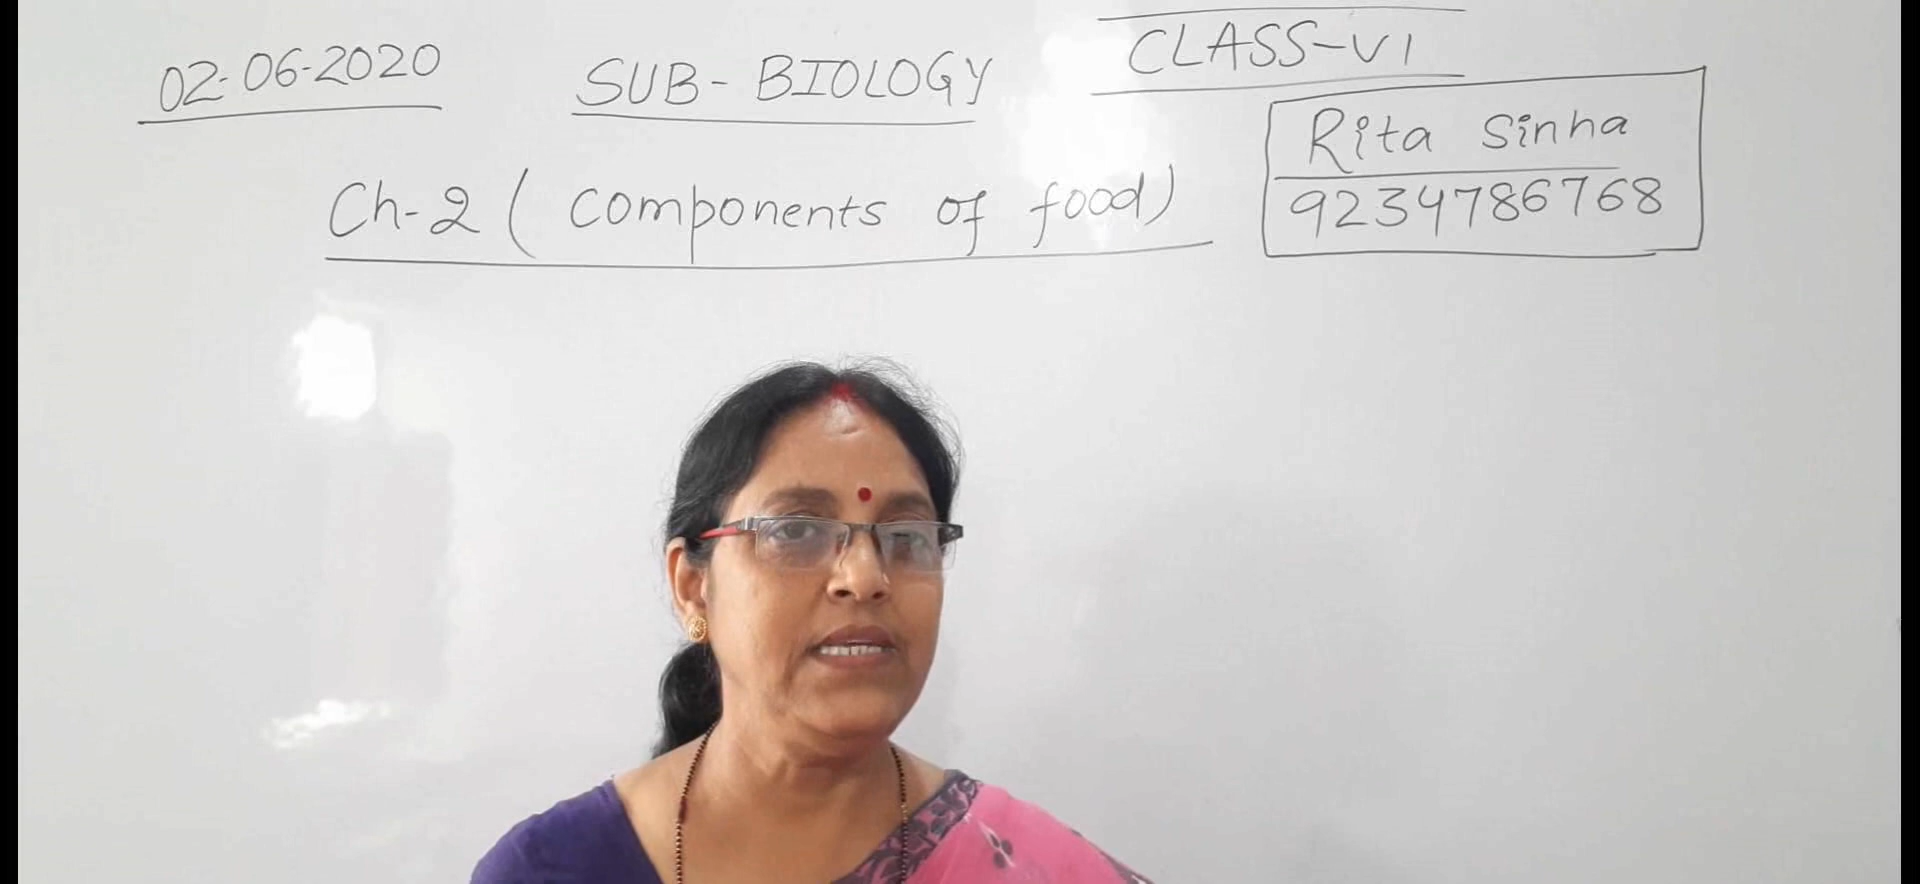 02-06-2020 SUB- BIOLOGY CLASS-VI
Ch-2 ( components of food)
Rita Sinha
9234786768